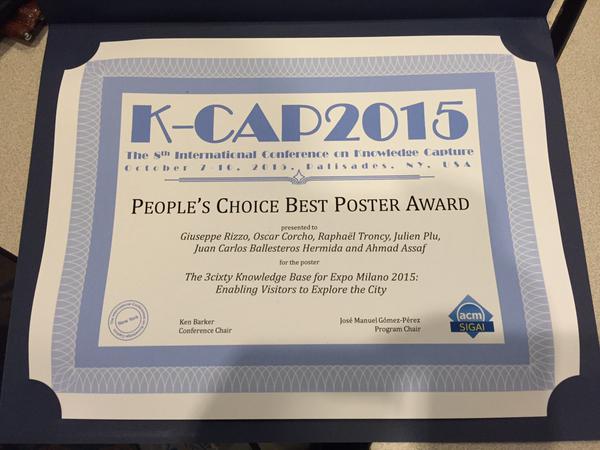 K-CAP2015
The 8th International Conference on Knowledge Capture
October 7-10, 2015, Palisades, NY, USA
PEOPLE'S CHOICE BEST POSTER AWARD
presented to
Giuseppe Rizzo, Oscar Corcho, Raphaël Troncy, Julien Plu,
Juan Carlos Ballesteros Hermida and Ahmad Assaf
for the poster
The 3cixty Knowledge Base for Expo Milano 2015:
Enabling Visitors to Explore the City
Ken Barker
Conference Chair
José Manuel Gómez-Pérez
Program Chair
New York
acm
SIGAI